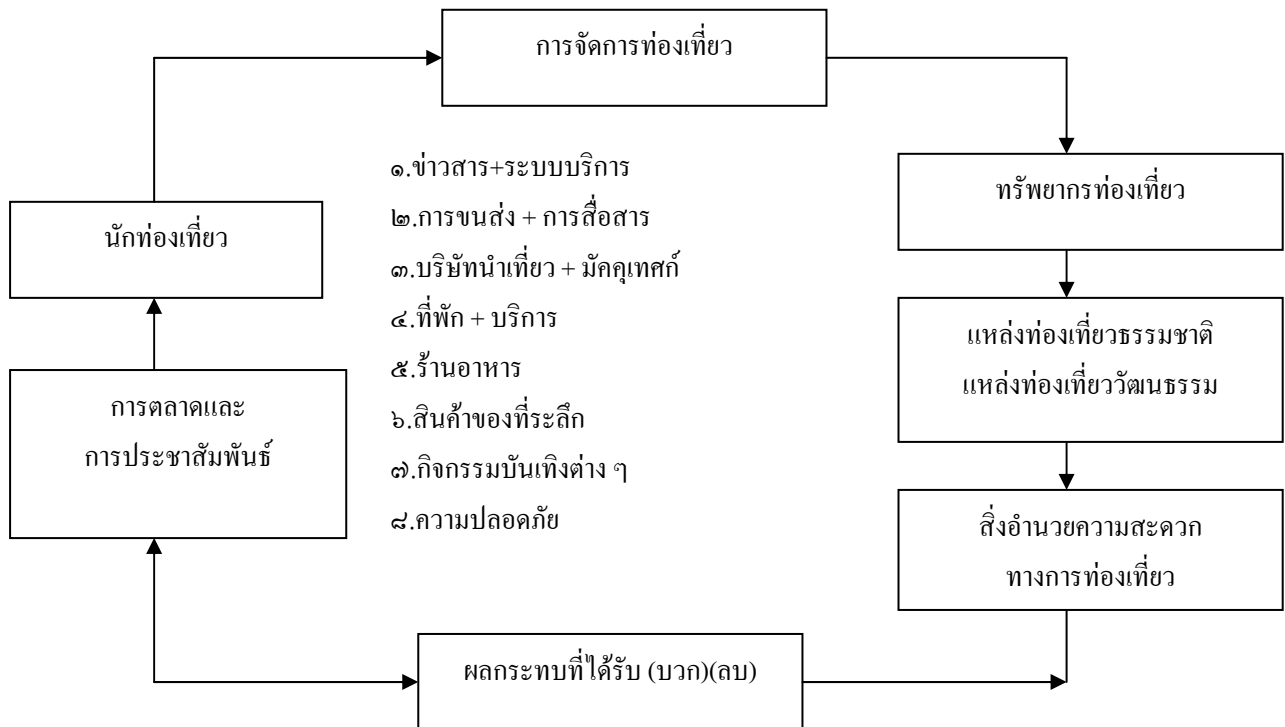 การจัดการท่องเที่ยว
นักท่องเที่ยว
การตลาดและ
การประชาสัมพันธ์
๑.ข่าวสาร+ระบบบริการ
๒.การขนส่ง + การสื่อสาร
๓.บริษัทนำเที่ยว + มัคคุเทศก์
๔.ที่พัก + บริการ
๕.ร้านอาหาร
๖.สินค้าของที่ระลึก
๗.กิจกรรมบันเทิงต่าง ๆ
๘.ความปลอดภัย
ทรัพยากรท่องเที่ยว
แหล่งท่องเที่ยวธรรมชาติ
แหล่งท่องเที่ยววัฒนธรรม
สิ่งอำนวยความสะดวก
ทางการท่องเที่ยว
ผลกระทบที่ได้รับ (บวก)(ลบ)